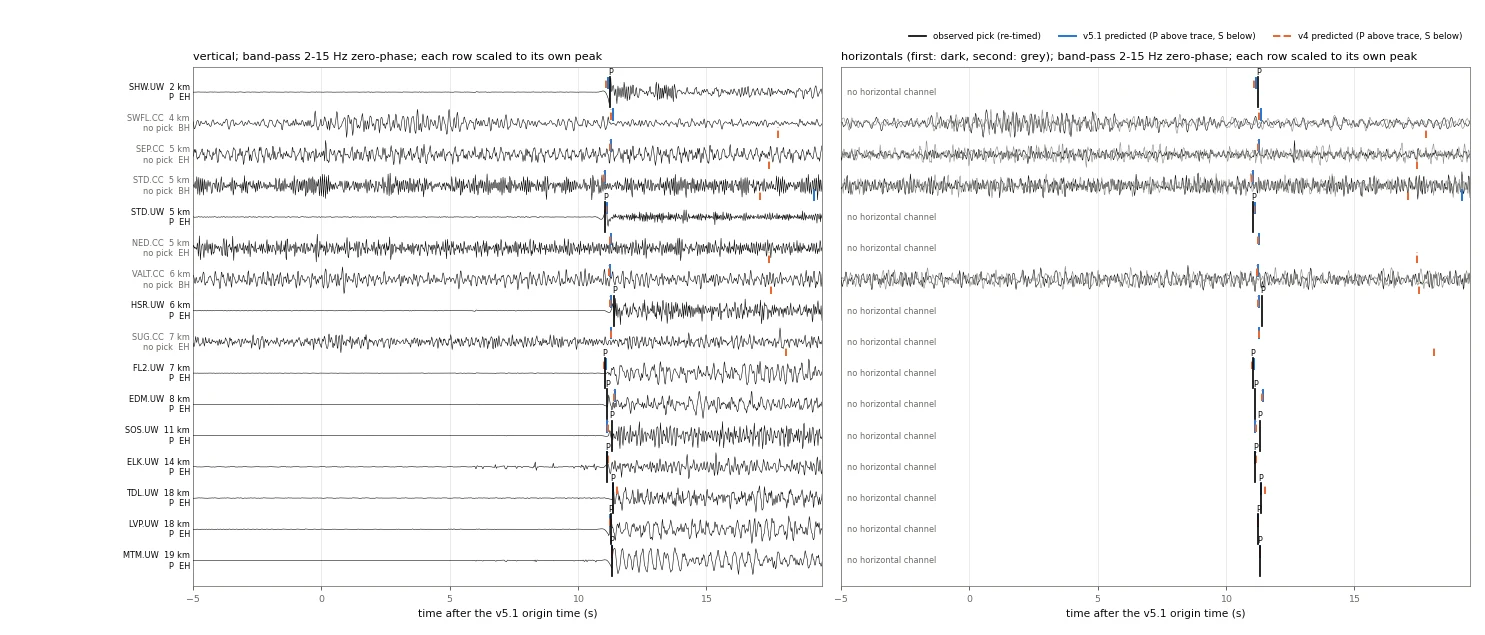 observed pick (re-timed) v5.1 predicted (P above trace, S below) v4 predicted (P above trace, S below)
vertical; band-pass 2-15 Hz zero-phase; each row scaled to its own peak
horizontals (first: dark, second: grey); band-pass 2-15 Hz zero-phase; each row scaled to its own peak
SHW.UW 2 km
P EH
P
P
no horizontal channel
SWFL.CC 4 km
no pick BH
SEP.CC 5 km
no pick EH
STD.CC 5 km
no pick BH
STD.UW 5 km
P EH
P
P
no horizontal channel
NED.CC 5 km
no pick EH
no horizontal channel
VALT.CC 6 km
no pick BH
HSR.UW 6 km
P EH
P
P
no horizontal channel
SUG.CC 7 km
no pick EH
no horizontal channel
FL2.UW 7 km
P EH
P
P
no horizontal channel
EDM.UW 8 km
P EH
P
P
no horizontal channel
SOS.UW 11 km
P EH
P
P
no horizontal channel
ELK.UW 14 km
P EH
P
P
no horizontal channel
TDL.UW 18 km
P EH
P
P
no horizontal channel
LVP.UW 18 km
P EH
P
P
no horizontal channel
MTM.UW 19 km
P EH
P
P
no horizontal channel
−5 0 5 10 15
−5 0 5 10 15
time after the v5.1 origin time (s)
time after the v5.1 origin time (s)